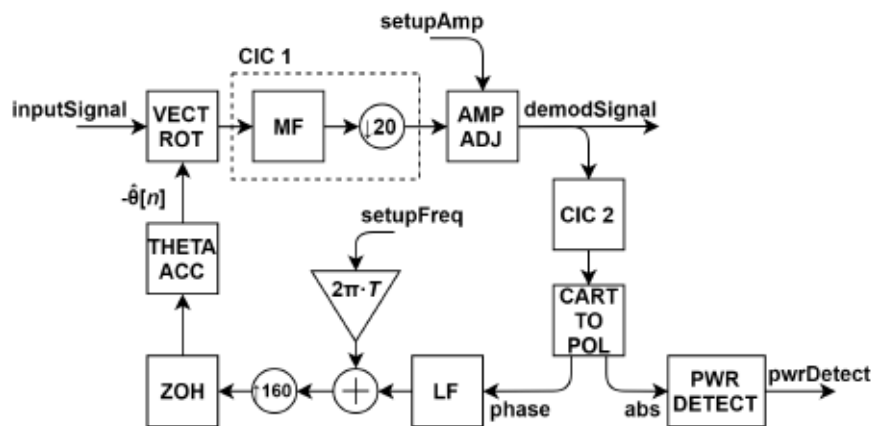 setupAmp
CIC 1
inputSignal
VECT
ROT
MF
↓20
AMP
ADJ
demodSignal
-θ̂[n]
setupFreq
CIC 2
THETA
ACC
2π·T
CART
TO
POL
ZOH
↑160
+
LF
phase
abs
PWR
DETECT
pwrDetect